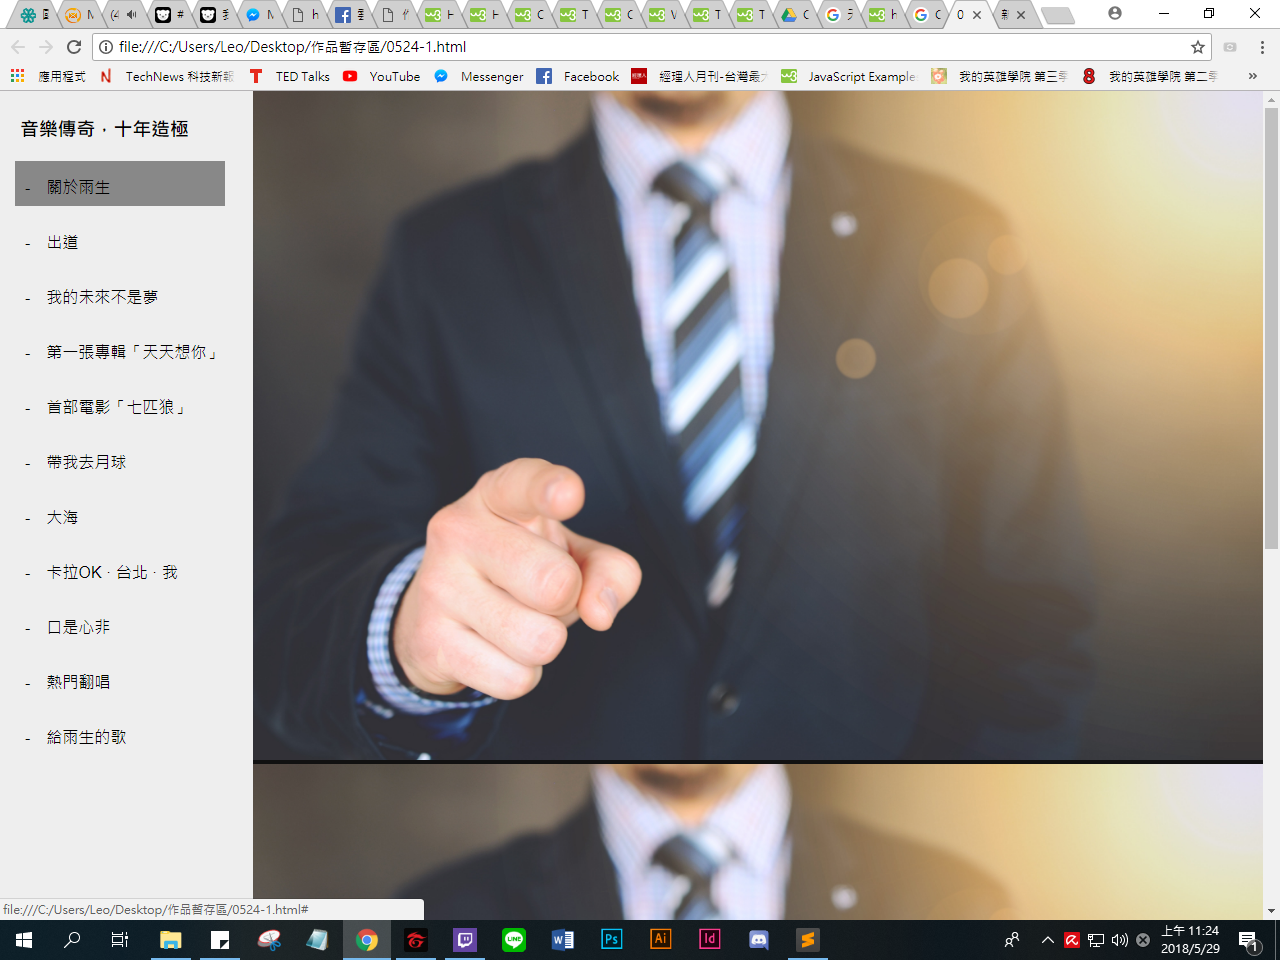 file:///C:/Users/Leo/Desktop/作品暫存區/0524-1.html
應用程式 TechNews 科技新報 TED Talks YouTube Messenger Facebook 經理人月刊-台灣最 JavaScript Example 我的英雄學院 第三季 我的英雄學院 第二季 »
音樂傳奇．十年造極
- 關於雨生
- 出道
- 我的未來不是夢
- 第一張專輯「天天想你」
- 首部電影「七匹狼」
- 帶我去月球
- 大海
- 卡拉OK．台北．我
- 口是心非
- 熱門翻唱
- 給雨生的歌
file:///C:/Users/Leo/Desktop/作品暫存區/0524-1.html#
上午 11:24
2018/5/29